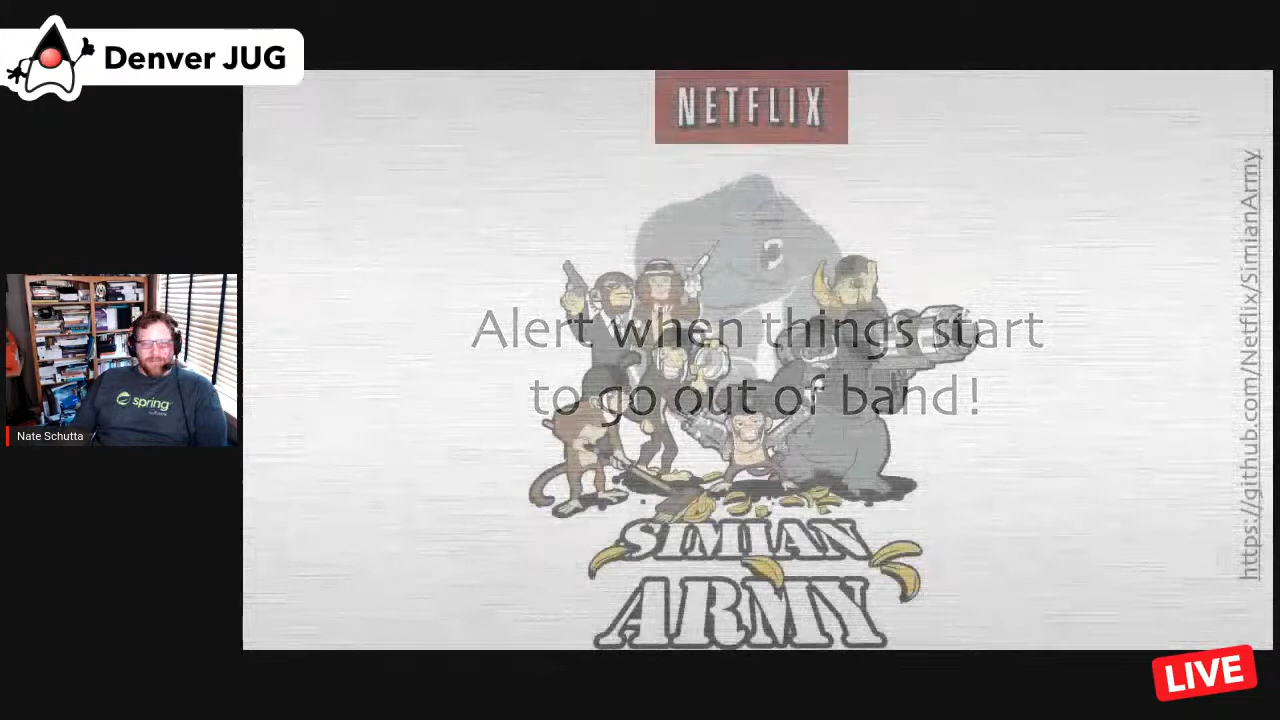 Denver JUG
NETFLIX
Alert when things start
to go out of band!
SIMIAN
ARMY
https://github.com/Netflix/SimianArmy
spring
Nate Schutta
LIVE